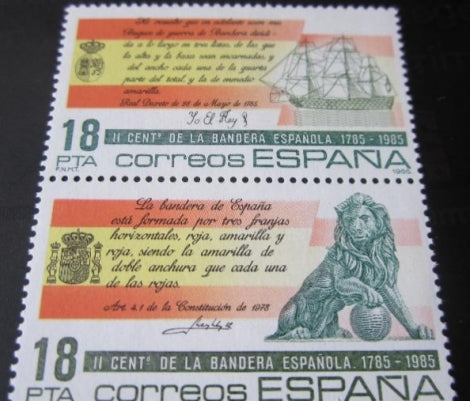 He resuelto que en adelante usen mis
Buques de guerra de Bandera dividi-
da a lo largo en tres listas, de las que
la alta y la baxa sean encarnadas, y
del ancho cada una de la quarta
parte del total, y la de enmedio
amarilla.
Real Decreto de 28 de Mayo de 1785.
Yo El Rey
18
PTA
F.N.M.T.
II CENTº DE LA BANDERA ESPAÑOLA. 1785-1985
correos ESPAÑA
1985
La bandera de España
está formada por tres franjas
horizontales, roja, amarilla y
roja, siendo la amarilla de
doble anchura que cada una
de las rojas.
Art. 4.1 de la Constitución de 1978
18
PTA
II CENTº DE LA BANDERA ESPAÑOLA. 1785-1985
correos ESPAÑA